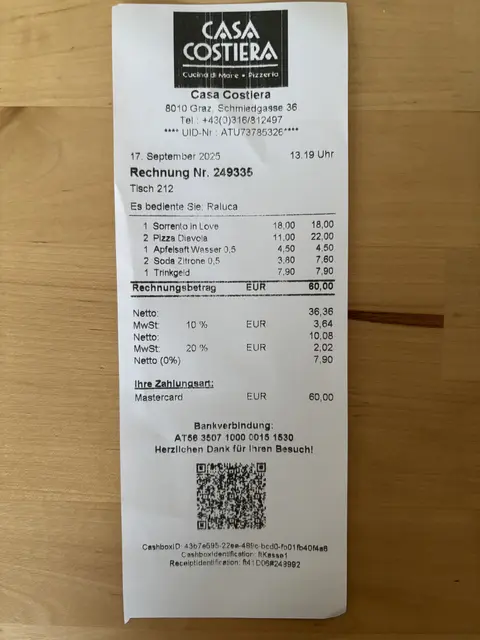 CASA
COSTIERA
Cucina di Mare • Pizzeria
Casa Costiera
8010 Graz, Schmiedgasse 36
Tel.: +43(0)316/812497
**** UID-Nr.: ATU73785326****
17. September 2025 13:19 Uhr
Rechnung Nr. 249335
Tisch 212
Es bediente Sie: Raluca
1 Sorrento in Love 18,00 18,00
2 Pizza Diavola 11,00 22,00
1 Apfelsaft Wasser 0,5 4,50 4,50
2 Soda Zitrone 0,5 3,80 7,60
1 Trinkgeld 7,90 7,90
Rechnungsbetrag EUR 60,00
Netto: 36,36
MwSt: 10 % EUR 3,64
Netto: 10,08
MwSt: 20 % EUR 2,02
Netto (0%) 7,90
Ihre Zahlungsart:
Mastercard EUR 60,00
Bankverbindung:
AT56 3507 1000 0015 1530
Herzlichen Dank für Ihren Besuch!
CashboxID:
CashboxIdentification: ftKasse1
ReceiptIdentification: ft41D06#249992